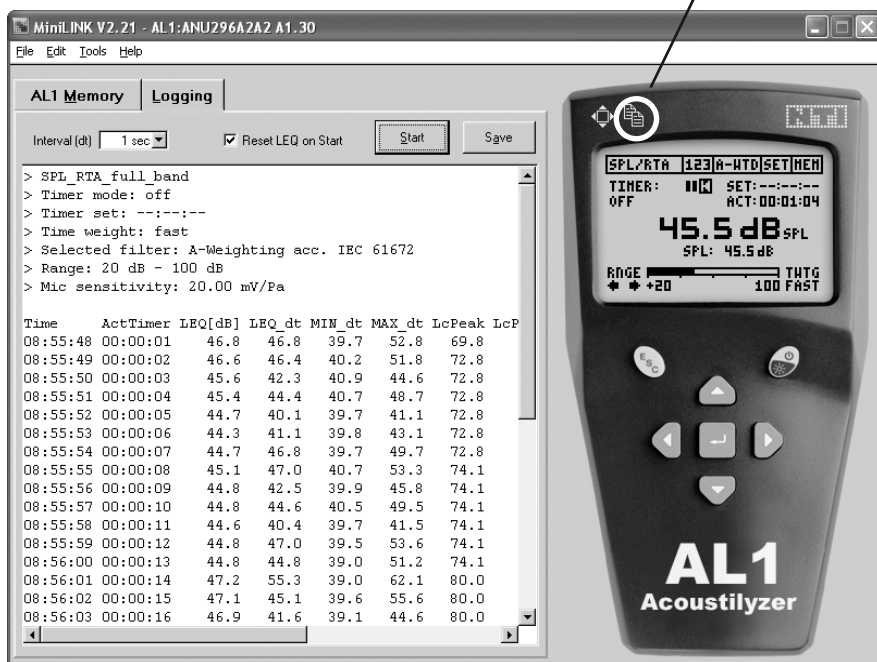 MiniLINK V2.21 - AL1:ANU296A2A2 A1.30
File Edit Tools Help
AL1 Memory Logging
Interval (dt) 1 sec Reset LEQ on Start Start Save
> SPL_RTA_full_band
> Timer mode: off
> Timer set: --:--:--
> Time weight: fast
> Selected filter: A-Weighting acc. IEC 61672
> Range: 20 dB - 100 dB
> Mic sensitivity: 20.00 mV/Pa
Time ActTimer LEQ[dB] LEQ_dt MIN_dt MAX_dt LcPeak LcP
08:55:48 00:00:01 46.8 46.8 39.7 52.8 69.8
08:55:49 00:00:02 46.6 46.4 40.2 51.8 72.8
08:55:50 00:00:03 45.6 42.3 40.9 44.6 72.8
08:55:51 00:00:04 45.4 44.4 40.7 48.7 72.8
08:55:52 00:00:05 44.7 40.1 39.7 41.1 72.8
08:55:53 00:00:06 44.3 41.1 39.8 43.1 72.8
08:55:54 00:00:07 44.7 46.8 39.7 49.7 72.8
08:55:55 00:00:08 45.1 47.0 40.7 53.3 74.1
08:55:56 00:00:09 44.8 42.5 39.9 45.8 74.1
08:55:57 00:00:10 44.8 44.6 40.5 49.5 74.1
08:55:58 00:00:11 44.6 40.4 39.7 41.5 74.1
08:55:59 00:00:12 44.8 47.0 39.5 53.6 74.1
08:56:00 00:00:13 44.8 44.8 39.0 51.2 74.1
08:56:01 00:00:14 47.2 55.3 39.0 62.1 80.0
08:56:02 00:00:15 47.1 45.1 39.6 55.6 80.0
08:56:03 00:00:16 46.9 41.6 39.1 44.6 80.0
NTi
SPL/RTA 123 A-WTD SET MEM
TIMER: SET:--:--:--
OFF ACT:00:01:04
45.5 dB SPL
SPL: 45.5 dB
RNGE TWTG
+20 100 FAST
ESC
AL1
Acoustilyzer